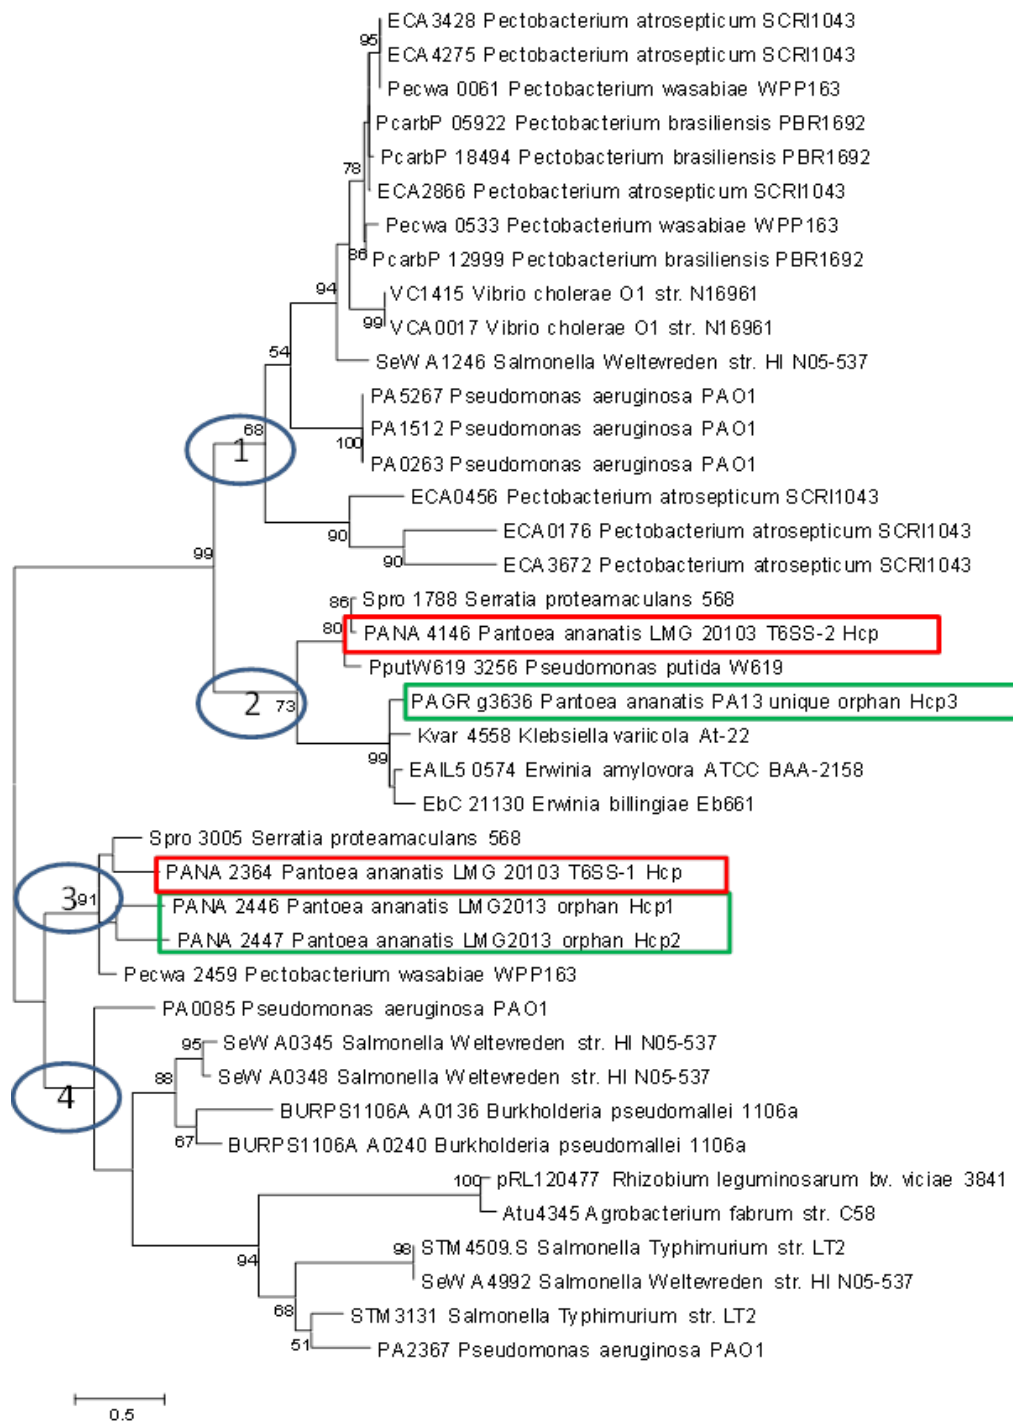 ECA3428 Pectobacterium atrosepticum SCRI1043
95
ECA4275 Pectobacterium atrosepticum SCRI1043
Pecwa 0061 Pectobacterium wasabiae WPP163
PcarbP 05922 Pectobacterium brasiliensis PBR1692
PcarbP 18494 Pectobacterium brasiliensis PBR1692
78
ECA2866 Pectobacterium atrosepticum SCRI1043
Pecwa 0533 Pectobacterium wasabiae WPP163
86 PcarbP 12999 Pectobacterium brasiliensis PBR1692
94 VC1415 Vibrio cholerae O1 str. N16961
99 VCA0017 Vibrio cholerae O1 str. N16961
54
SeW A1246 Salmonella Weltevreden str. HI N05-537
PA5267 Pseudomonas aeruginosa PAO1
68 PA1512 Pseudomonas aeruginosa PAO1
1 100
PA0263 Pseudomonas aeruginosa PAO1
ECA0456 Pectobacterium atrosepticum SCRI1043
90 ECA0176 Pectobacterium atrosepticum SCRI1043
99
90 ECA3672 Pectobacterium atrosepticum SCRI1043
86 Spro 1788 Serratia proteamaculans 568
80 PANA 4146 Pantoea ananatis LMG 20103 T6SS-2 Hcp
PputW619 3256 Pseudomonas putida W619
2 73 PAGR g3636 Pantoea ananatis PA13 unique orphan Hcp3
Kvar 4558 Klebsiella variicola At-22
99
EAIL5 0574 Erwinia amylovora ATCC BAA-2158
EbC 21130 Erwinia billingiae Eb661
Spro 3005 Serratia proteamaculans 568
PANA 2364 Pantoea ananatis LMG 20103 T6SS-1 Hcp
3 91 PANA 2446 Pantoea ananatis LMG2013 orphan Hcp1
PANA 2447 Pantoea ananatis LMG2013 orphan Hcp2
Pecwa 2459 Pectobacterium wasabiae WPP163
PA0085 Pseudomonas aeruginosa PAO1
95 SeW A0345 Salmonella Weltevreden str. HI N05-537
88 SeW A0348 Salmonella Weltevreden str. HI N05-537
4
BURPS1106A A0136 Burkholderia pseudomallei 1106a
67 BURPS1106A A0240 Burkholderia pseudomallei 1106a
100 pRL120477 Rhizobium leguminosarum bv. viciae 3841
Atu4345 Agrobacterium fabrum str. C58
94 98 STM4509.S Salmonella Typhimurium str. LT2
SeW A4992 Salmonella Weltevreden str. HI N05-537
68 STM3131 Salmonella Typhimurium str. LT2
51 PA2367 Pseudomonas aeruginosa PAO1
0.5